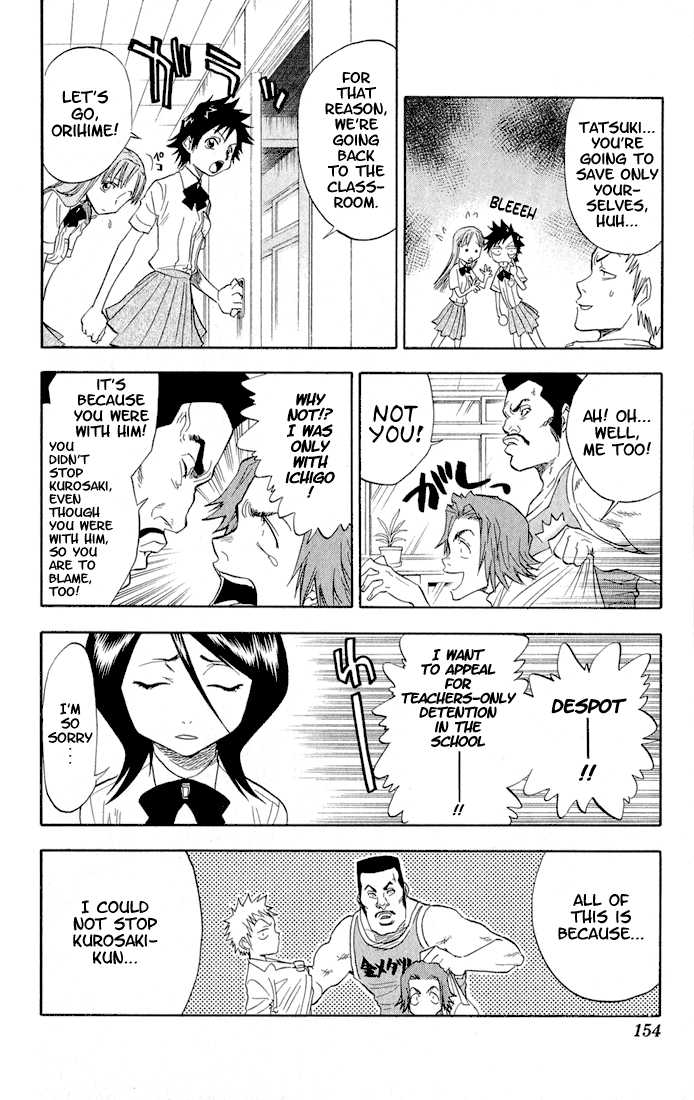 TATSUKI...
YOU'RE
GOING TO
SAVE ONLY
YOUR-
SELVES,
HUH...
BLEEEH
FOR
THAT
REASON,
WE'RE
GOING
BACK
TO THE
CLASS-
ROOM.
ガラッ
LET'S
GO,
ORIHIME!
ペコ
AH! OH...
WELL,
ME TOO!
NOT
YOU!
がしっ
WHY
NOT!?
I WAS
ONLY
WITH
ICHIGO
!
IT'S
BECAUSE
YOU WERE
WITH HIM!
YOU
DIDN'T
STOP
KUROSAKI,
EVEN
THOUGH
YOU WERE
WITH HIM,
SO YOU
ARE TO
BLAME,
TOO!
DESPOT
—
!!
I WANT
TO APPEAL
FOR
TEACHERS-ONLY
DETENTION
IN THE
SCHOOL
—
!!
I'M
SO
SORRY
...
ALL OF
THIS IS
BECAUSE...
I COULD
NOT STOP
KUROSAKI-
KUN...
154